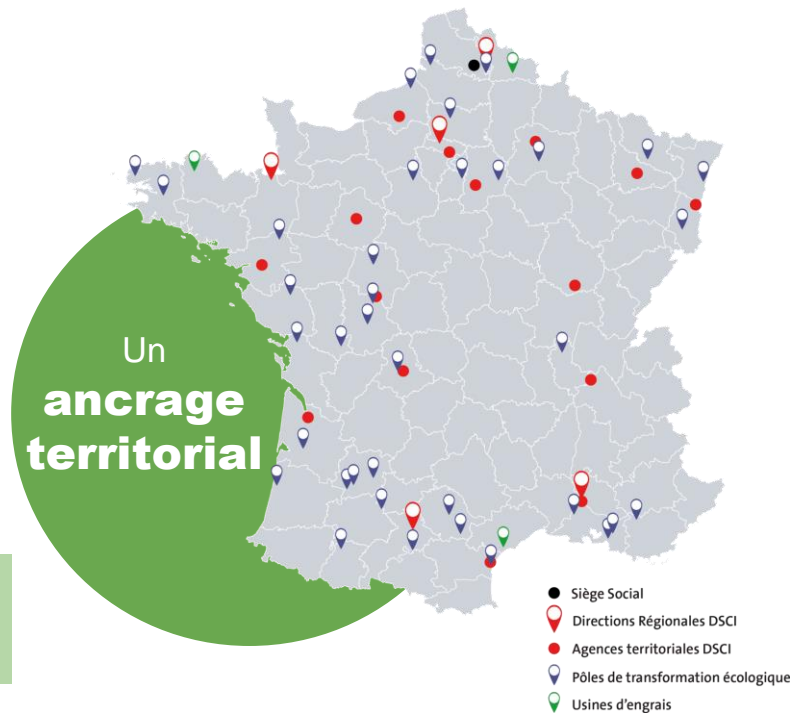 Un
ancrage
territorial
Siège Social
Directions Régionales DSCI
Agences territoriales DSCI
Pôles de transformation écologique
Usines d'engrais